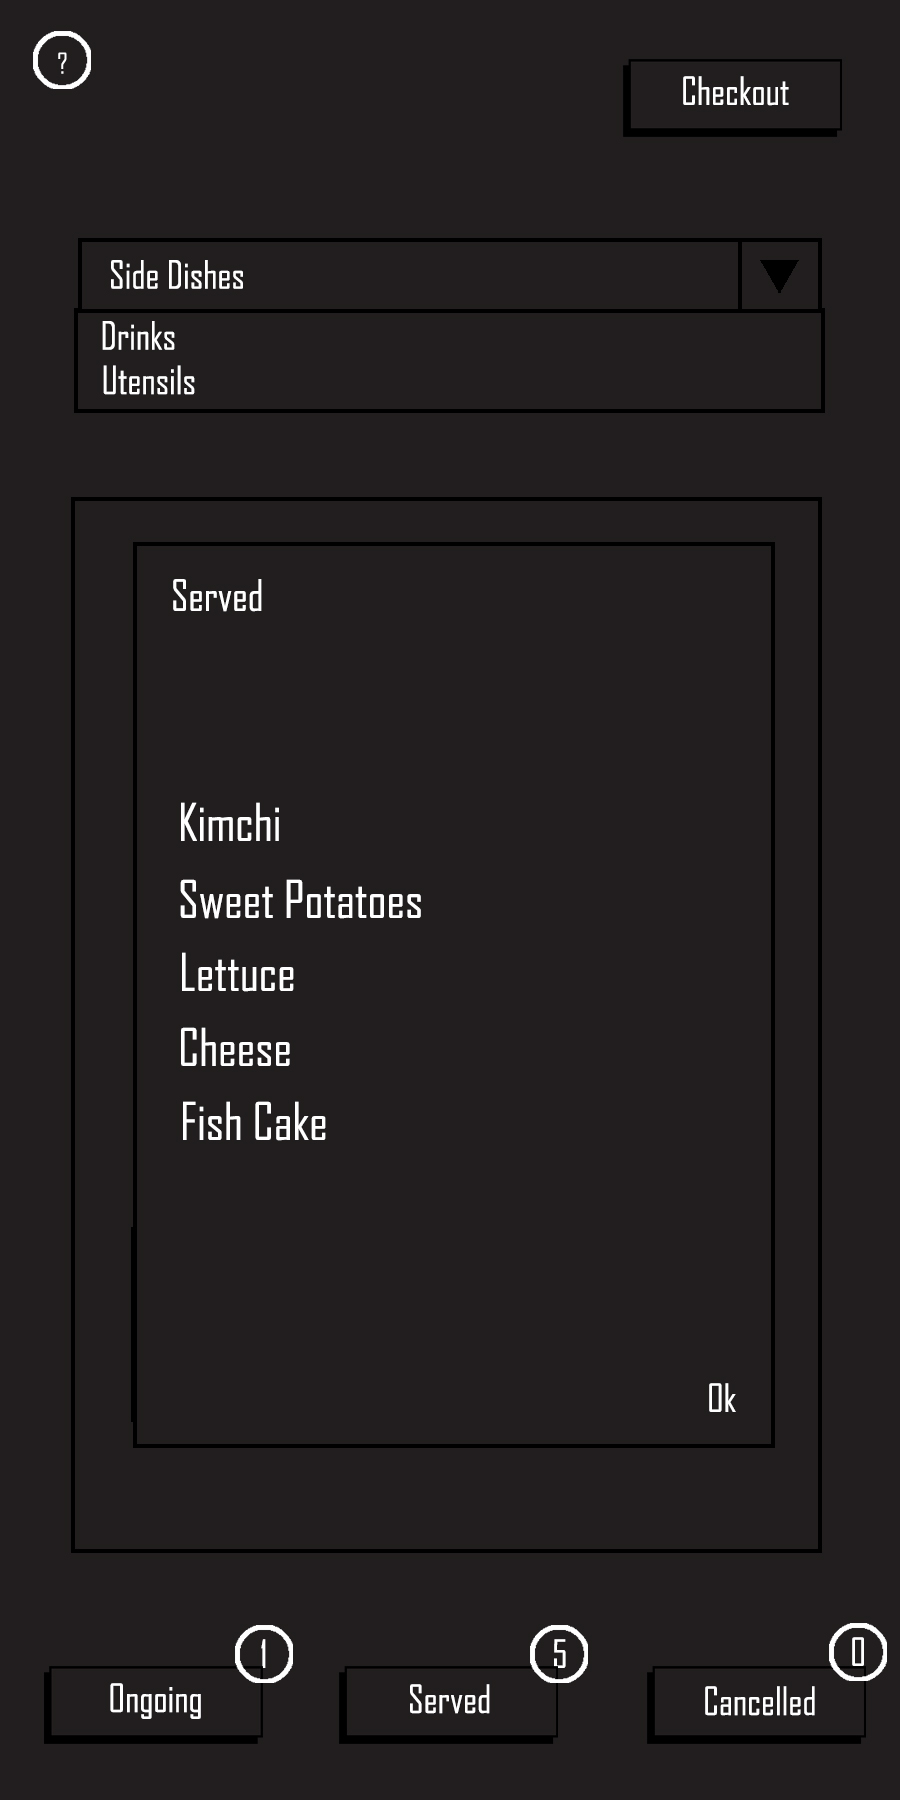 ?
Checkout
Side Dishes
Drinks
Utensils
Served
Kimchi
Sweet Potatoes
Lettuce
Cheese
Fish Cake
Ok
1
5
0
Ongoing
Served
Cancelled